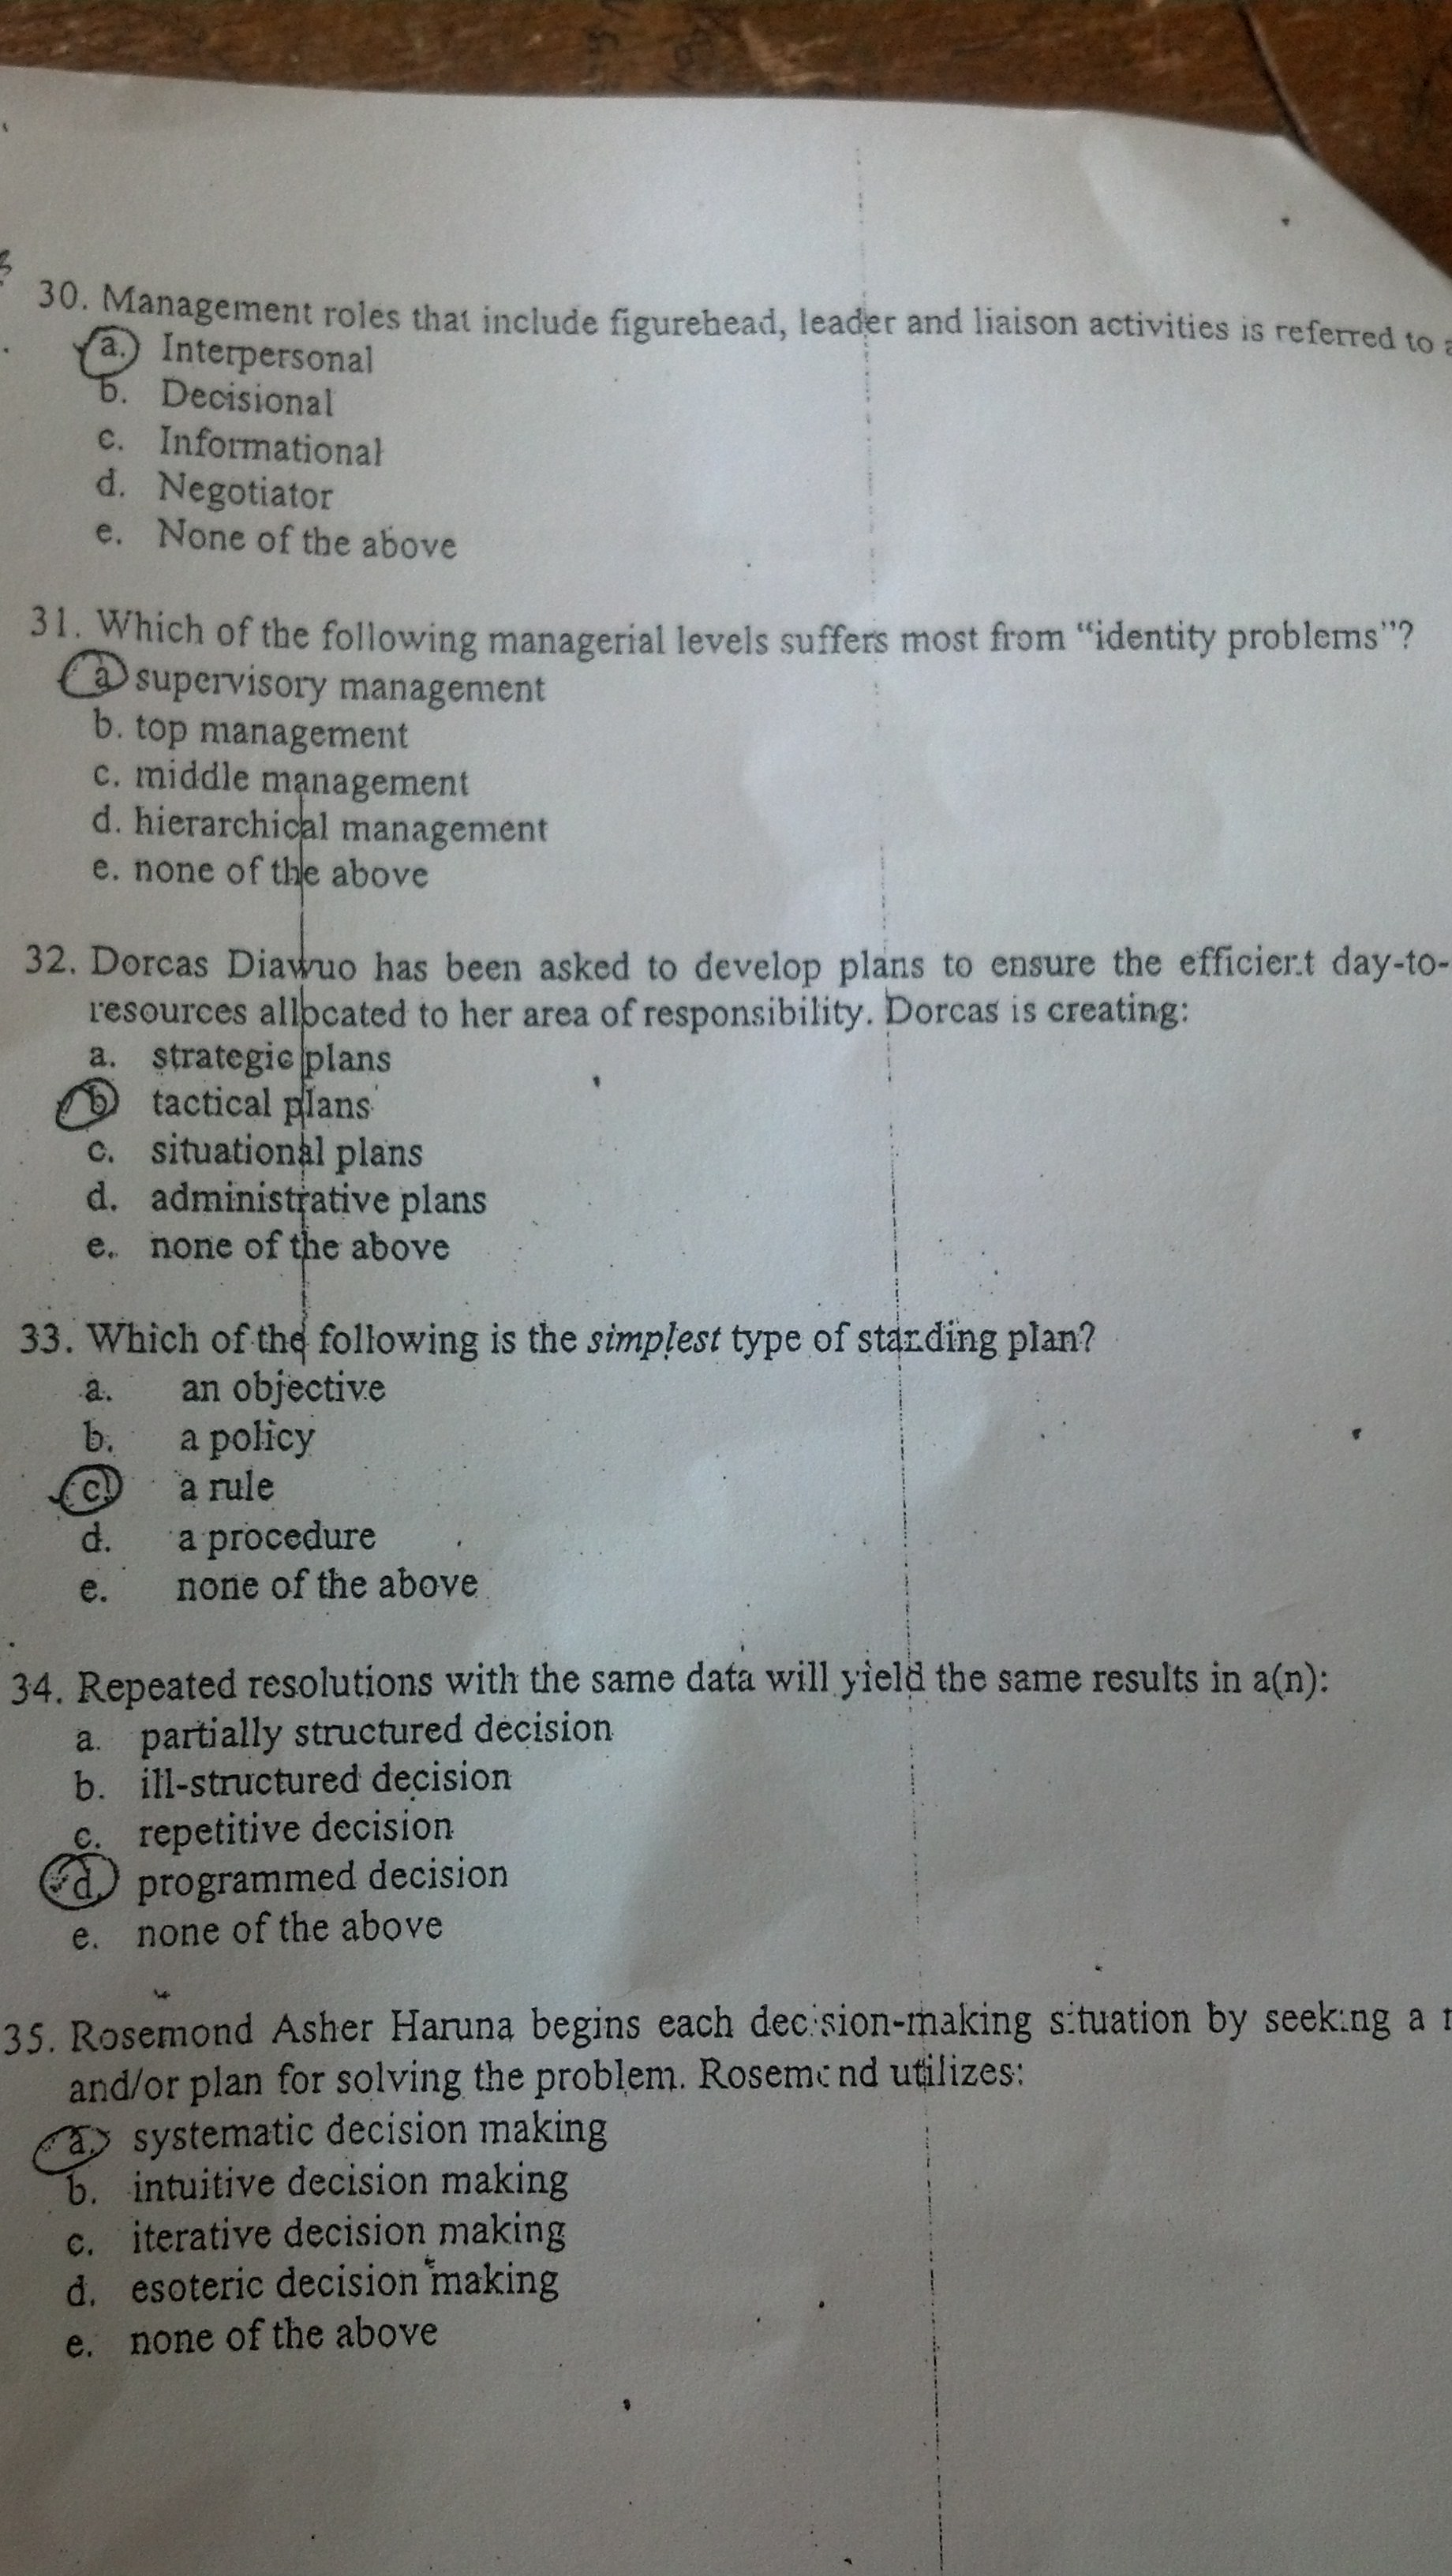 30. Management roles that include figurehead, leader and liaison activities is referred to
a. Interpersonal
b. Decisional
c. Informational
d. Negotiator
e. None of the above
31. Which of the following managerial levels suffers most from “identity problems”?
a supervisory management
b. top management
c. middle management
d. hierarchical management
e. none of the above
32. Dorcas Diawuo has been asked to develop plans to ensure the efficient day-to-
resources allocated to her area of responsibility. Dorcas is creating:
a. strategic plans
b tactical plans
c. situational plans
d. administrative plans
e. none of the above
33. Which of the following is the simplest type of standing plan?
a. an objective
b. a policy
c. a rule
d. a procedure
e. none of the above
34. Repeated resolutions with the same data will yield the same results in a(n):
a. partially structured decision
b. ill-structured decision
c. repetitive decision
d. programmed decision
e. none of the above
35. Rosemond Asher Haruna begins each decision-making situation by seeking a
and/or plan for solving the problem. Rosemond utilizes:
a. systematic decision making
b. intuitive decision making
c. iterative decision making
d. esoteric decision making
e. none of the above